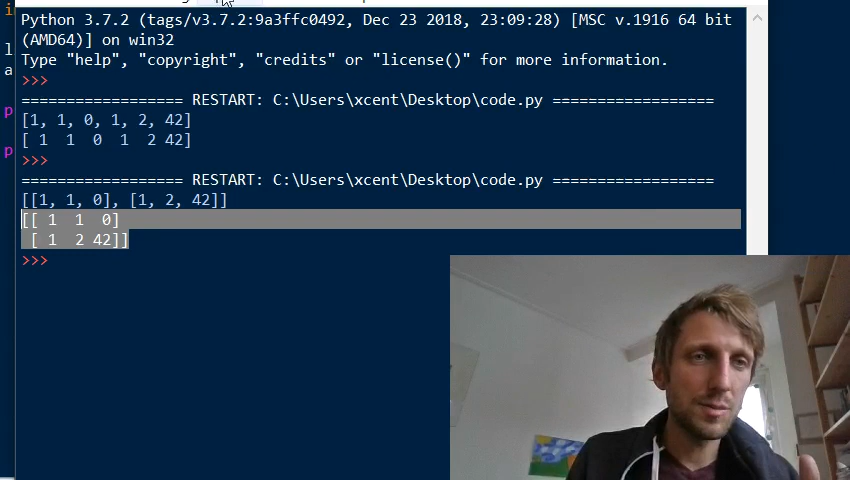 Python 3.7.2 (tags/v3.7.2:9a3ffc0492, Dec 23 2018, 23:09:28) [MSC v.1916 64 bit
(AMD64)] on win32
Type "help", "copyright", "credits" or "license()" for more information.
>>>
================== RESTART: C:\Users\xcent\Desktop\code.py ==================
[1, 1, 0, 1, 2, 42]
[ 1  1  0  1  2 42]
>>>
================== RESTART: C:\Users\xcent\Desktop\code.py ==================
[[1, 1, 0], [1, 2, 42]]
[[ 1  1  0]
 [ 1  2 42]]
>>>